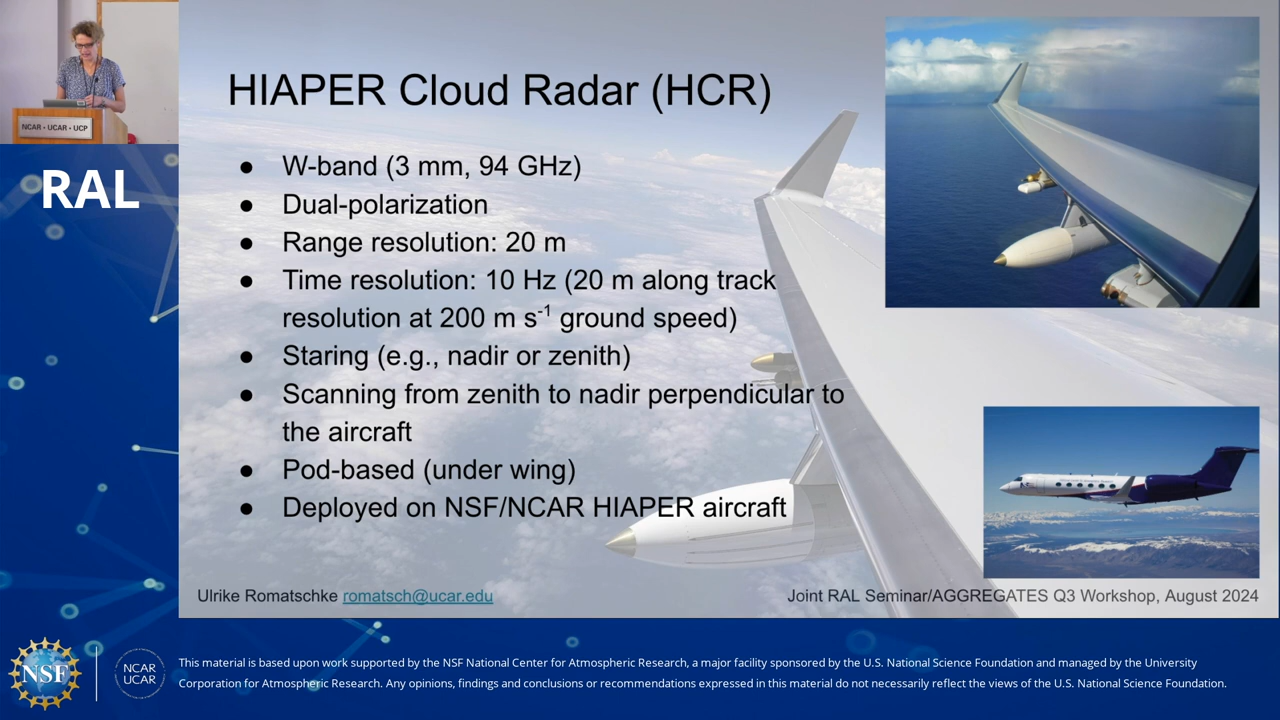 NCAR • UCAR • UCP
RAL
HIAPER Cloud Radar (HCR)
● W-band (3 mm, 94 GHz)
● Dual-polarization
● Range resolution: 20 m
● Time resolution: 10 Hz (20 m along track
resolution at 200 m s⁻¹ ground speed)
● Staring (e.g., nadir or zenith)
● Scanning from zenith to nadir perpendicular to
the aircraft
● Pod-based (under wing)
● Deployed on NSF/NCAR HIAPER aircraft
Ulrike Romatschke romatsch@ucar.edu
Joint RAL Seminar/AGGREGATES Q3 Workshop, August 2024
NSF
NCAR
UCAR
This material is based upon work supported by the NSF National Center for Atmospheric Research, a major facility sponsored by the U.S. National Science Foundation and managed by the University
Corporation for Atmospheric Research. Any opinions, findings and conclusions or recommendations expressed in this material do not necessarily reflect the views of the U.S. National Science Foundation.